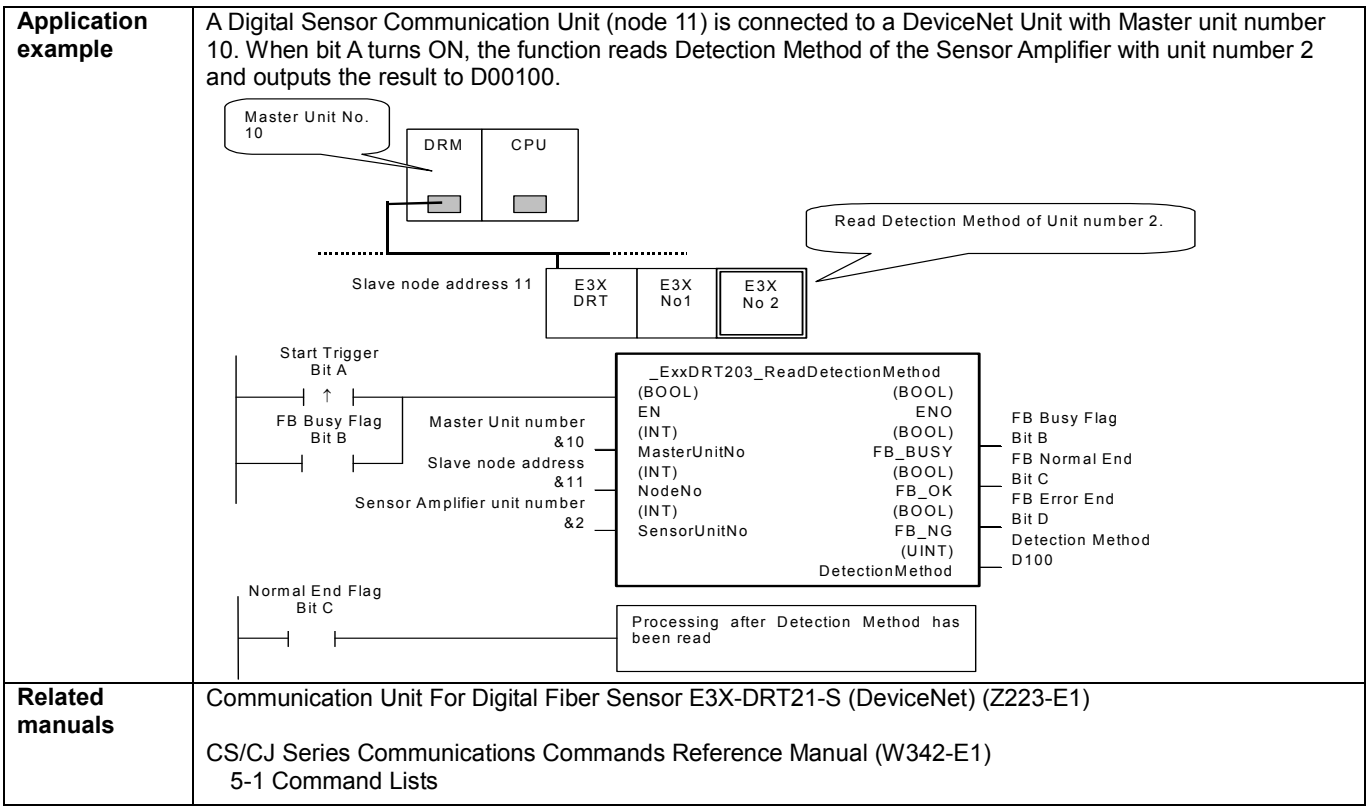 Application example
A Digital Sensor Communication Unit (node 11) is connected to a DeviceNet Unit with Master unit number
10. When bit A turns ON, the function reads Detection Method of the Sensor Amplifier with unit number 2
and outputs the result to D00100.
Master Unit No.
10
DRM
CPU
Read Detection Method of Unit number 2.
Slave node address 11
E3X
DRT
E3X
No1
E3X
No 2
Start Trigger
Bit A
↑
FB Busy Flag
Bit B
Master Unit number
&10
Slave node address
&11
Sensor Amplifier unit number
&2
_ExxDRT203_ReadDetectionMethod
(BOOL) (BOOL)
EN ENO
(INT) (BOOL)
MasterUnitNo FB_BUSY
(INT) (BOOL)
NodeNo FB_OK
(INT) (BOOL)
SensorUnitNo FB_NG
(UINT)
DetectionMethod
FB Busy Flag
Bit B
FB Normal End
Bit C
FB Error End
Bit D
Detection Method
D100
Normal End Flag
Bit C
Processing after Detection Method has
been read
Related manuals
Communication Unit For Digital Fiber Sensor E3X-DRT21-S (DeviceNet) (Z223-E1)
CS/CJ Series Communications Commands Reference Manual (W342-E1)
5-1 Command Lists